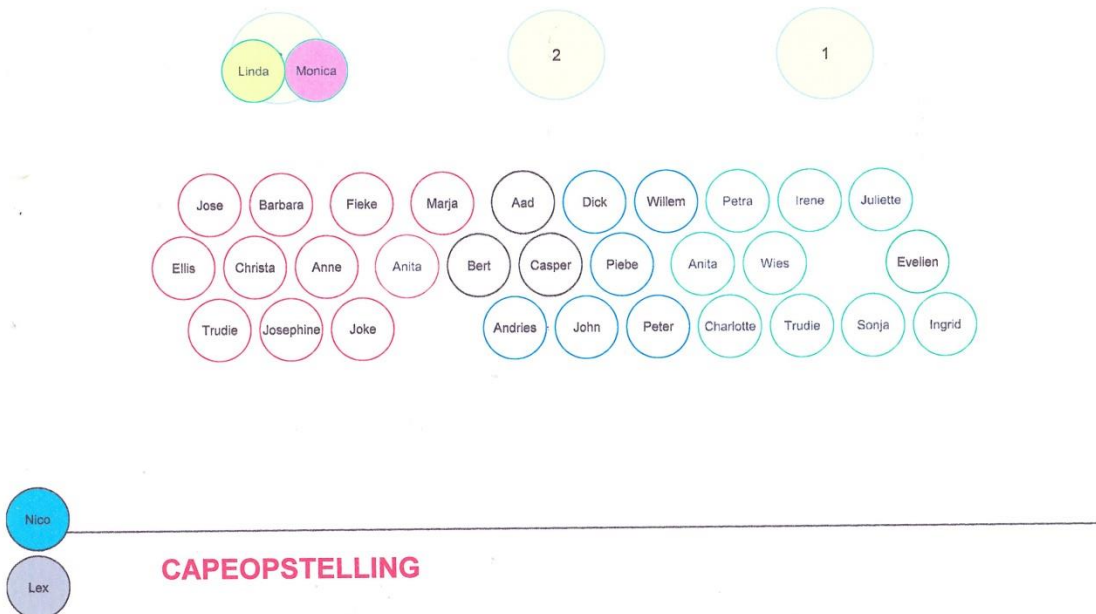 Linda Monica 2 1
Jose Barbara Fieke Marja Aad Dick Willem Petra Irene Juliette
Ellis Christa Anne Anita Bert Casper Piebe Anita Wies Evelien
Trudie Josephine Joke Andries John Peter Charlotte Trudie Sonja Ingrid
Nico
CAPEOPSTELLING
Lex